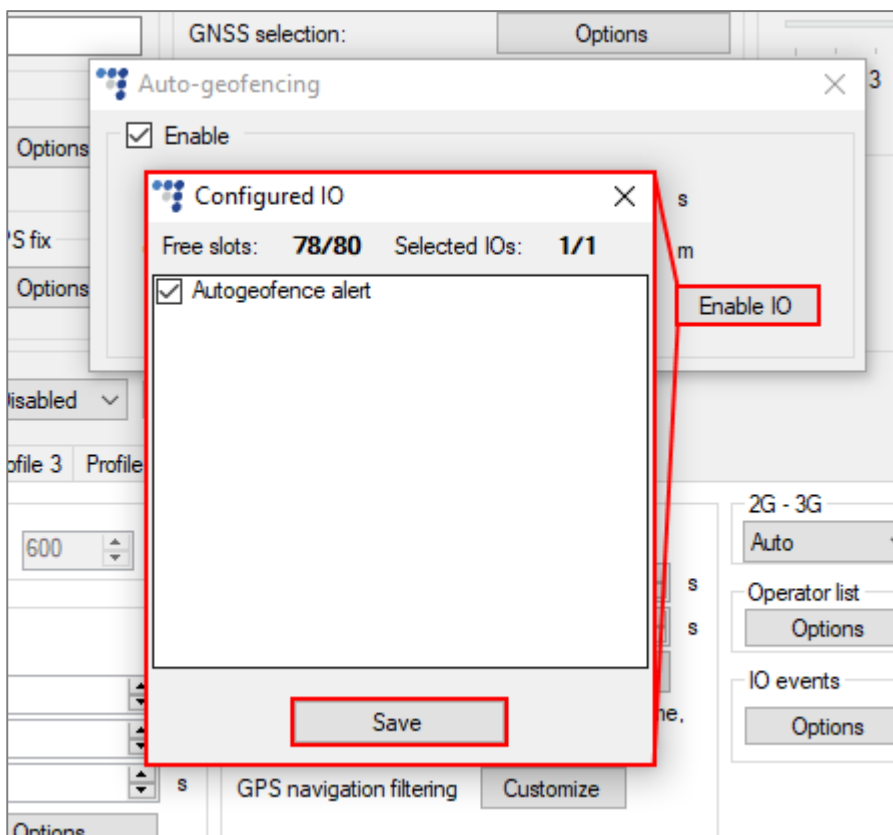 GNSS selection:
Options
3
Auto-geofencing
Enable
Options
Configured IO
s
Free slots: 78/80 Selected IOs: 1/1
m
S fix
Autogeofence alert
Options
Enable IO
isabled
ofile 3
Profile
2G - 3G
600
Auto
s
Operator list
s
Options
IO events
Save
ne,
Options
s
GPS navigation filtering
Customize
Options